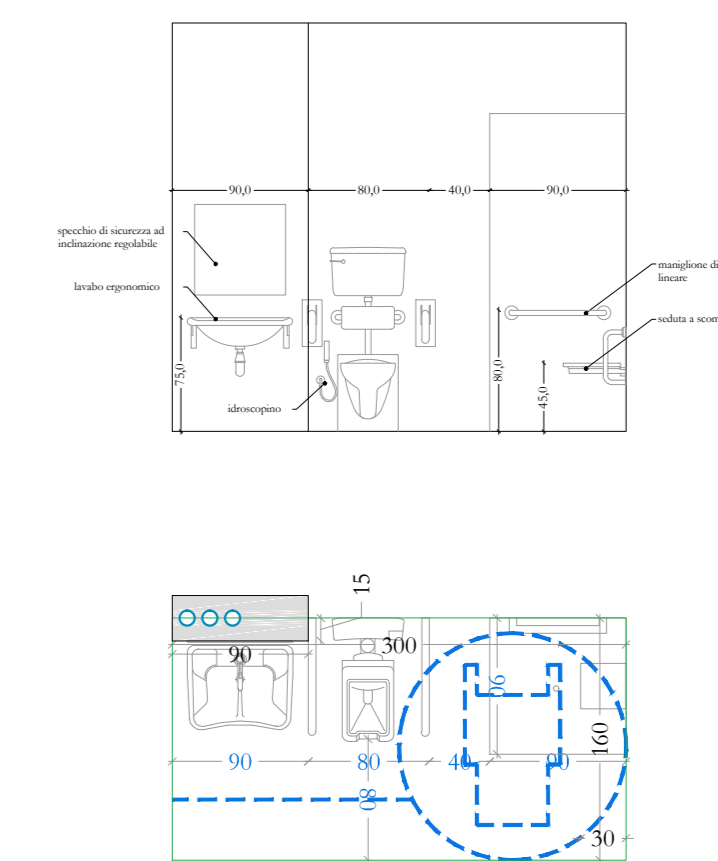 90,0
80,0
40,0
90,0
specchio di sicurezza ad
inclinazione regolabile
maniglione di
lineare
lavabo ergonomico
seduta a scom
75,0
80,0
45,0
idroscopino
15
90
300
90
160
90
80
40
90
80
30